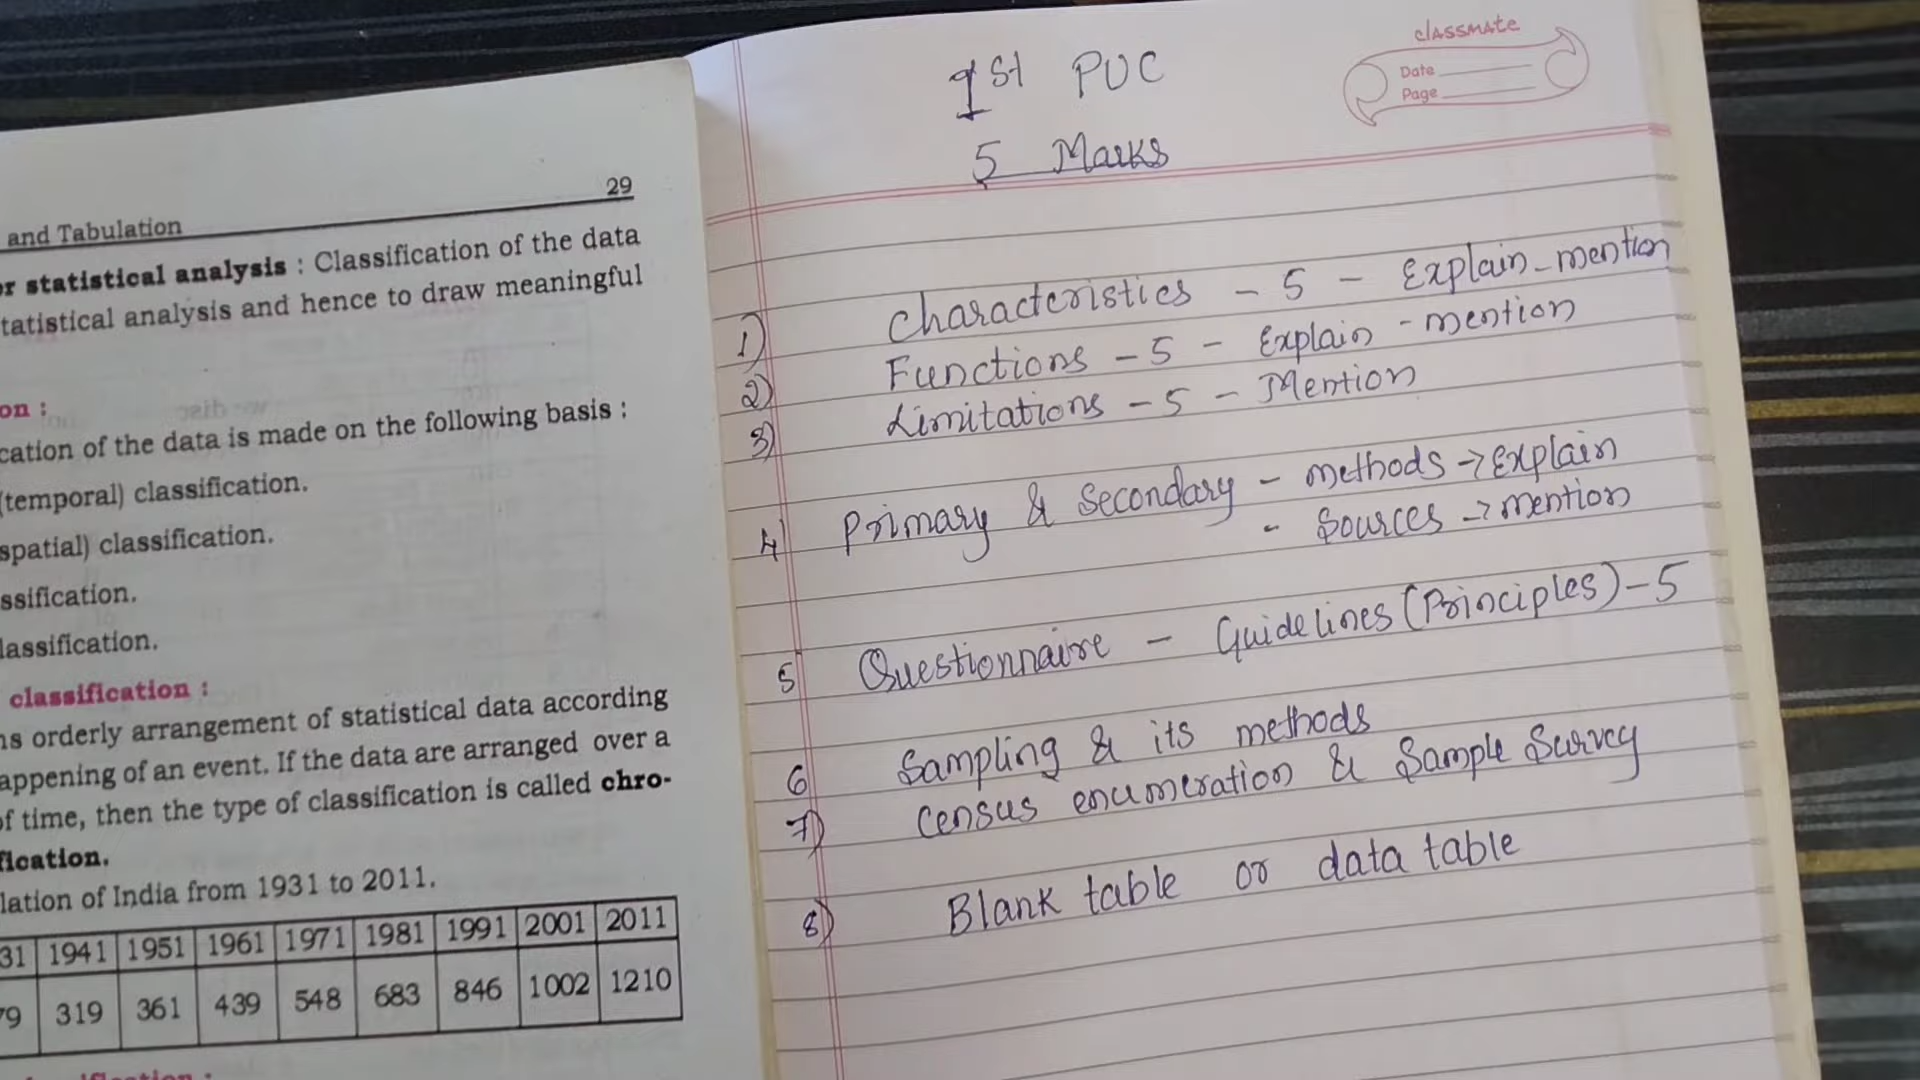 29
and Tabulation
r statistical analysis : Classification of the data
tatistical analysis and hence to draw meaningful
on :
cation of the data is made on the following basis :
(temporal) classification.
spatial) classification.
ssification.
lassification.
classification :
ns orderly arrangement of statistical data according
appening of an event. If the data are arranged over a
of time, then the type of classification is called chro-
fication.
lation of India from 1931 to 2011.
31 1941 1951 1961 1971 1981 1991 2001 2011
79 319 361 439 548 683 846 1002 1210
classmate
Date
Page
1st PUC
5 Marks
1) Characteristics - 5 - Explain - mention
2) Functions - 5 - Explain - mention
3) Limitations - 5 - Mention
4 Primary & Secondary - methods → Explain
- Sources → mention
5 Questionnaire - Guidelines (Principles) - 5
6 Sampling & its methods
7) Census enumeration & Sample Survey
8) Blank table or data table